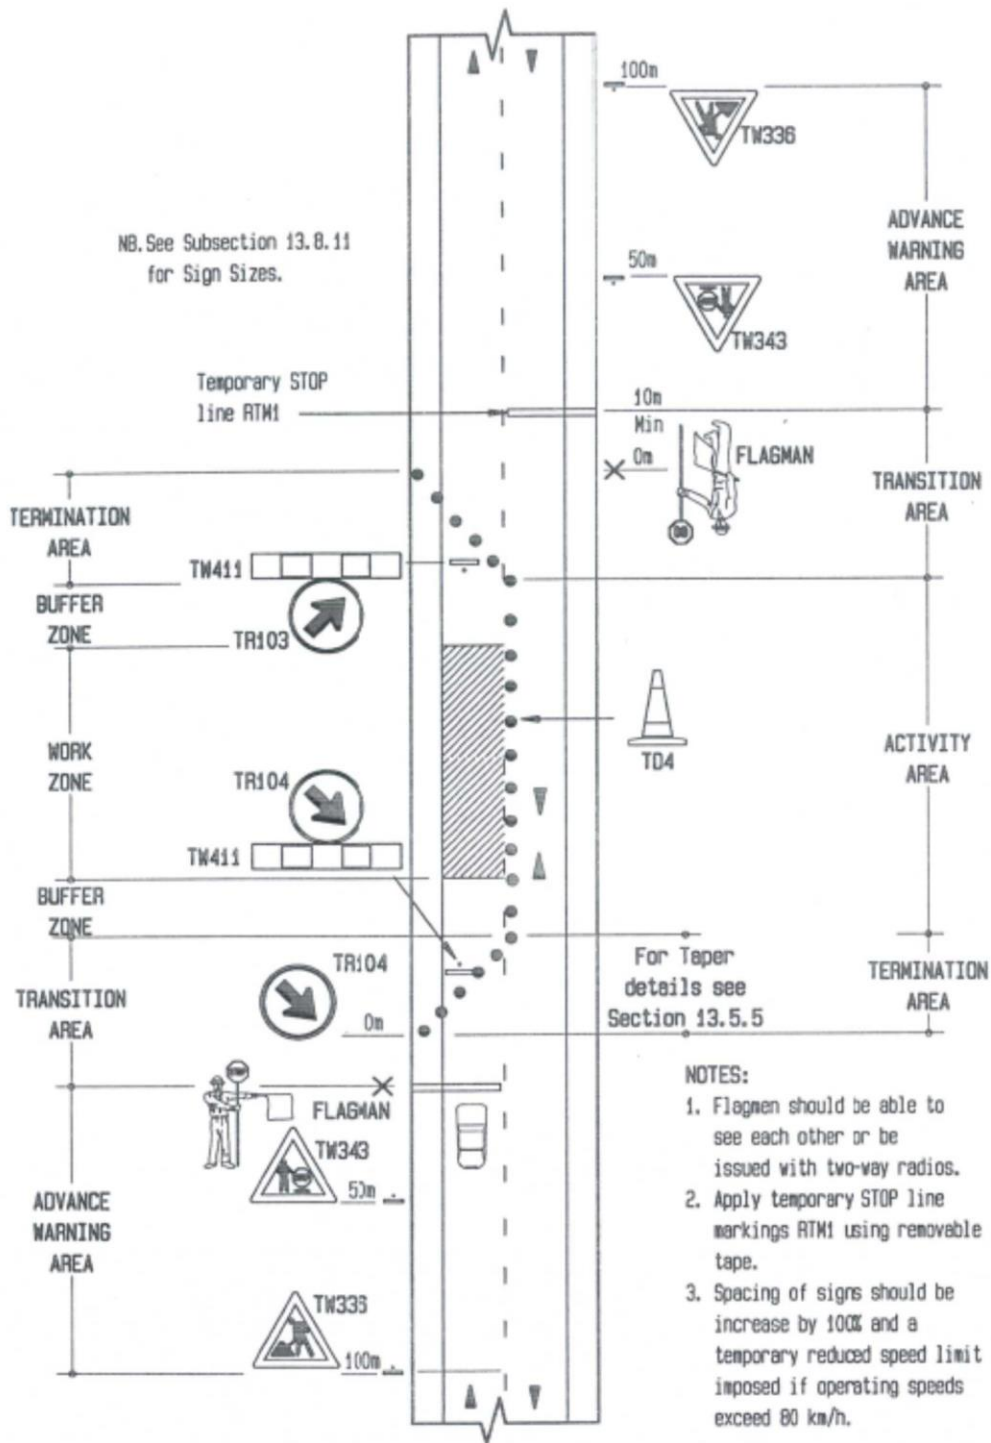 100m
TW336
ADVANCE
WARNING
AREA
NB.See Subsection 13.8.11
for Sign Sizes.
50m
TW343
Temporary STOP
line RTM1
10m
Min
0m
FLAGMAN
GO
TRANSITION
AREA
TERMINATION
AREA
TW411
BUFFER
ZONE
TR103
WORK
ZONE
TR104
TW411
TD4
ACTIVITY
AREA
BUFFER
ZONE
TRANSITION
AREA
TR104
0m
For Taper
details see
Section 13.5.5
TERMINATION
AREA
STOP
FLAGMAN
TW343
50m
ADVANCE
WARNING
AREA
TW336
100m
NOTES:
1. Flagmen should be able to
see each other or be
issued with two-way radios.
2. Apply temporary STOP line
markings RTM1 using removable
tape.
3. Spacing of signs should be
increase by 100% and a
temporary reduced speed limit
imposed if operating speeds
exceed 80 km/h.